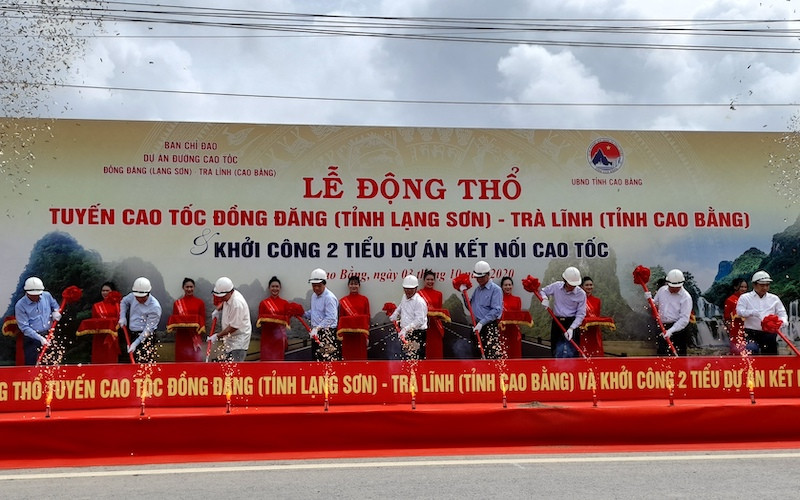 BAN CHỈ ĐẠO
DỰ ÁN ĐƯỜNG CAO TỐC
ĐỒNG ĐĂNG (LẠNG SƠN) - TRÀ LĨNH (CAO BẰNG)
UBND TỈNH CAO BẰNG
LỄ ĐỘNG THỔ
TUYẾN CAO TỐC ĐỒNG ĐĂNG (TỈNH LẠNG SƠN) - TRÀ LĨNH (TỈNH CAO BẰNG)
& KHỞI CÔNG 2 TIỂU DỰ ÁN KẾT NỐI CAO TỐC
Bằng, ngày 03 10 2020
THỔ TUYẾN CAO TỐC ĐỒNG ĐĂNG (TỈNH LẠNG SƠN) - TRÀ LĨNH (TỈNH CAO BẰNG) VÀ KHỞI CÔNG 2 TIỂU DỰ ÁN KẾT